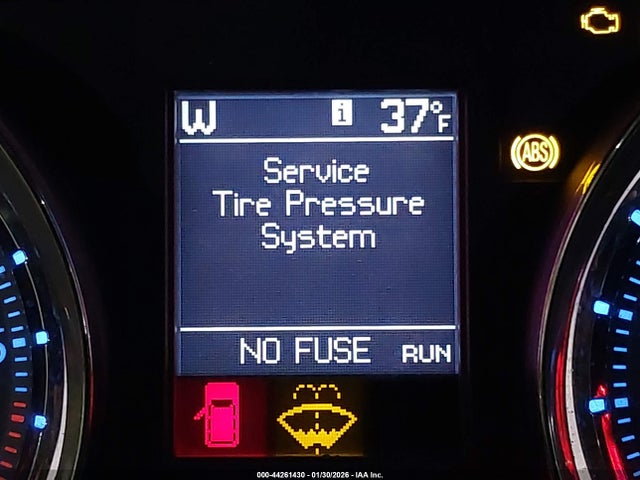 W i 37°F
ABS
Service
Tire Pressure
System
NO FUSE RUN
000-44261430 - 01/30/2026 - IAA Inc.